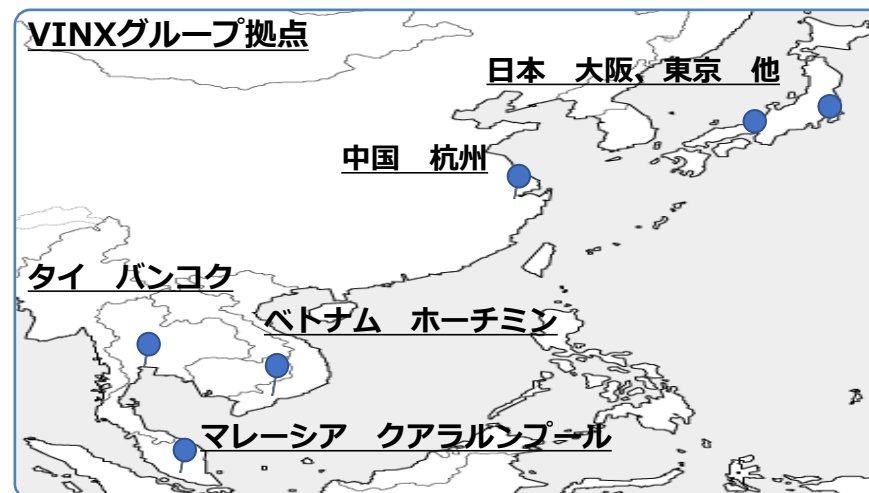 VINXグループ拠点
日本　大阪、東京　他
中国　杭州
タイ　バンコク
ベトナム　ホーチミン
マレーシア　クアラルンプール